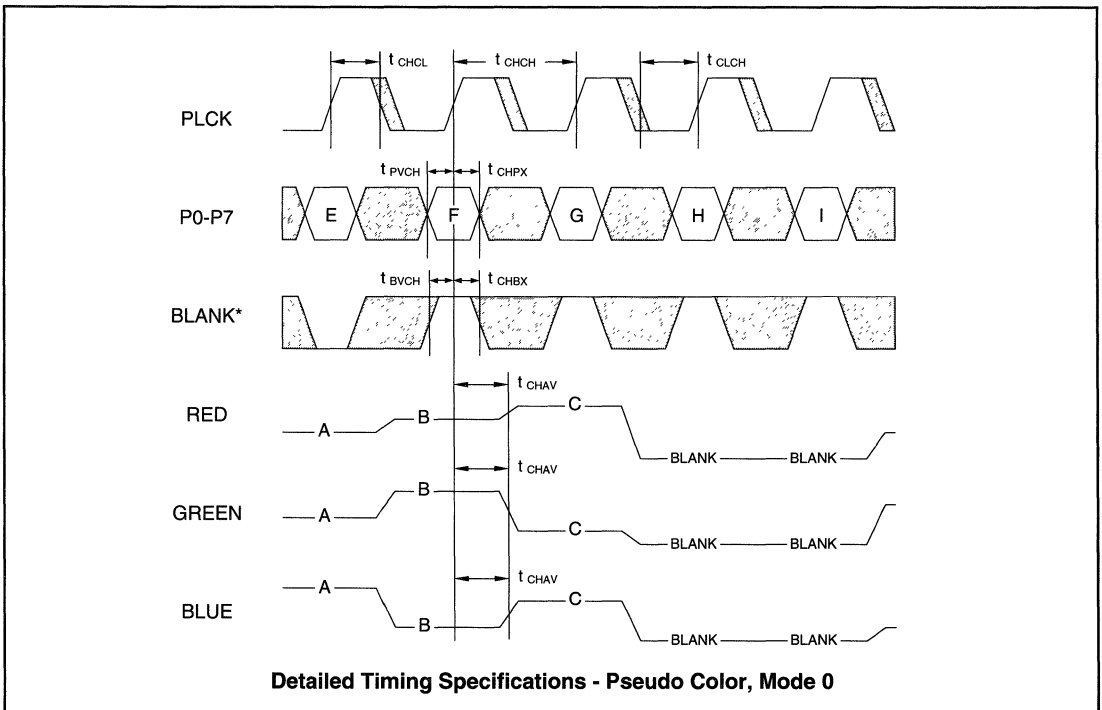 t CHCL t CHCH t CLCH
PLCK
t PVCH t CHPX
P0-P7 E F G H I
t BVCH t CHBX
BLANK*
t CHAV
RED A B C BLANK BLANK
t CHAV
GREEN A B C BLANK BLANK
t CHAV
BLUE A B C BLANK BLANK
Detailed Timing Specifications - Pseudo Color, Mode 0